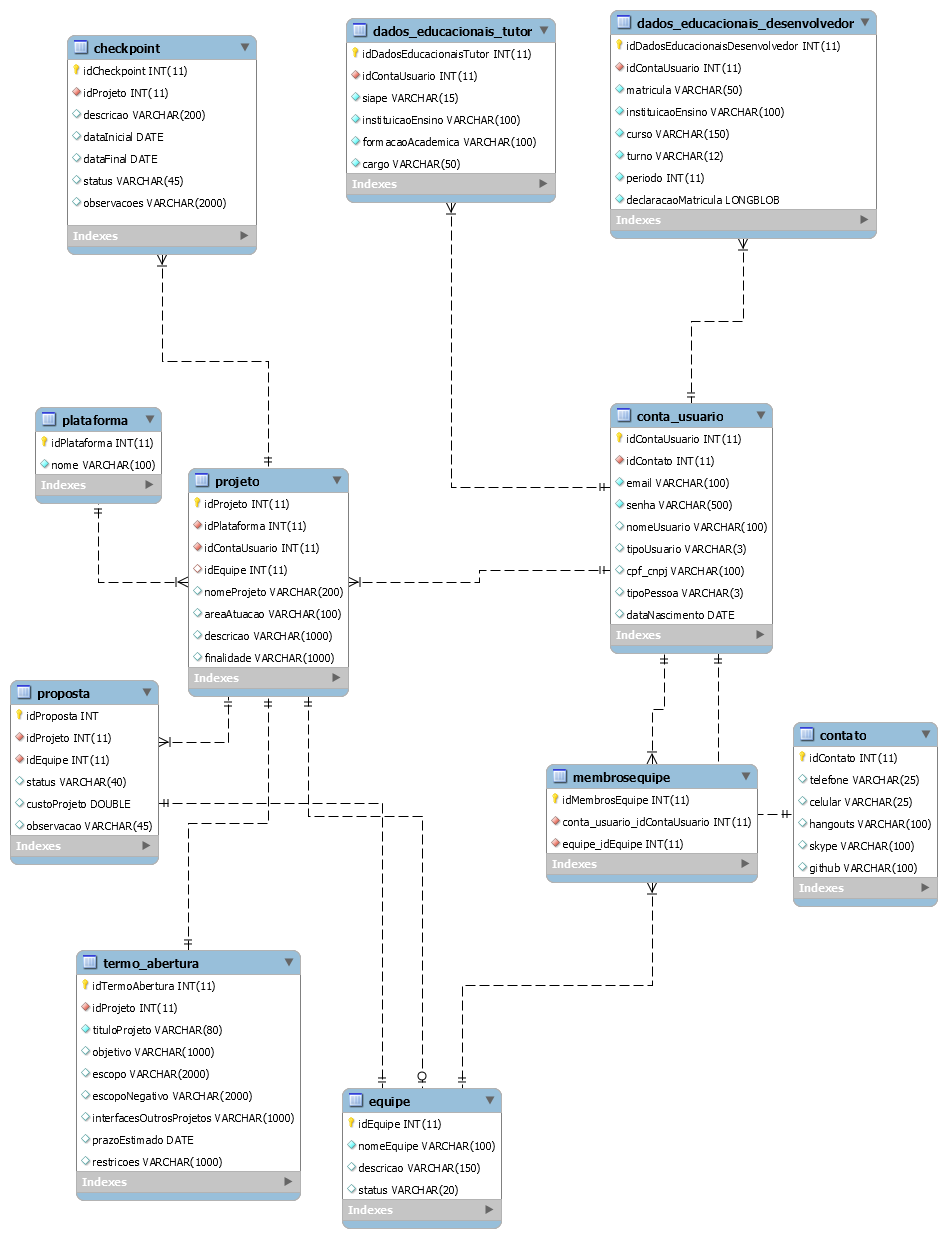 checkpoint
idCheckpoint INT(11)
idProjeto INT(11)
descricao VARCHAR(200)
dataInicial DATE
dataFinal DATE
status VARCHAR(45)
observacoes VARCHAR(2000)
Indexes
dados_educacionais_tutor
idDadosEducacionaisTutor INT(11)
idContaUsuario INT(11)
siape VARCHAR(15)
instituicaoEnsino VARCHAR(100)
formacaoAcademica VARCHAR(100)
cargo VARCHAR(50)
Indexes
dados_educacionais_desenvolvedor
idDadosEducacionaisDesenvolvedor INT(11)
idContaUsuario INT(11)
matricula VARCHAR(50)
instituicaoEnsino VARCHAR(100)
curso VARCHAR(150)
turno VARCHAR(12)
periodo INT(11)
declaracaoMatricula LONGBLOB
Indexes
plataforma
idPlataforma INT(11)
nome VARCHAR(100)
Indexes
projeto
idProjeto INT(11)
idPlataforma INT(11)
idContaUsuario INT(11)
idEquipe INT(11)
nomeProjeto VARCHAR(200)
areaAtuacao VARCHAR(100)
descricao VARCHAR(1000)
finalidade VARCHAR(1000)
Indexes
conta_usuario
idContaUsuario INT(11)
idContato INT(11)
email VARCHAR(100)
senha VARCHAR(500)
nomeUsuario VARCHAR(100)
tipoUsuario VARCHAR(3)
cpf_cnpj VARCHAR(100)
tipoPessoa VARCHAR(3)
dataNascimento DATE
Indexes
proposta
idProposta INT
idProjeto INT(11)
idEquipe INT(11)
status VARCHAR(40)
custoProjeto DOUBLE
observacao VARCHAR(45)
Indexes
membrosequipe
idMembrosEquipe INT(11)
conta_usuario_idContaUsuario INT(11)
equipe_idEquipe INT(11)
Indexes
contato
idContato INT(11)
telefone VARCHAR(25)
celular VARCHAR(25)
hangouts VARCHAR(100)
skype VARCHAR(100)
github VARCHAR(100)
Indexes
termo_abertura
idTermoAbertura INT(11)
idProjeto INT(11)
tituloProjeto VARCHAR(80)
objetivo VARCHAR(1000)
escopo VARCHAR(2000)
escopoNegativo VARCHAR(2000)
interfacesOutrosProjetos VARCHAR(1000)
prazoEstimado DATE
restricoes VARCHAR(1000)
Indexes
equipe
idEquipe INT(11)
nomeEquipe VARCHAR(100)
descricao VARCHAR(150)
status VARCHAR(20)
Indexes